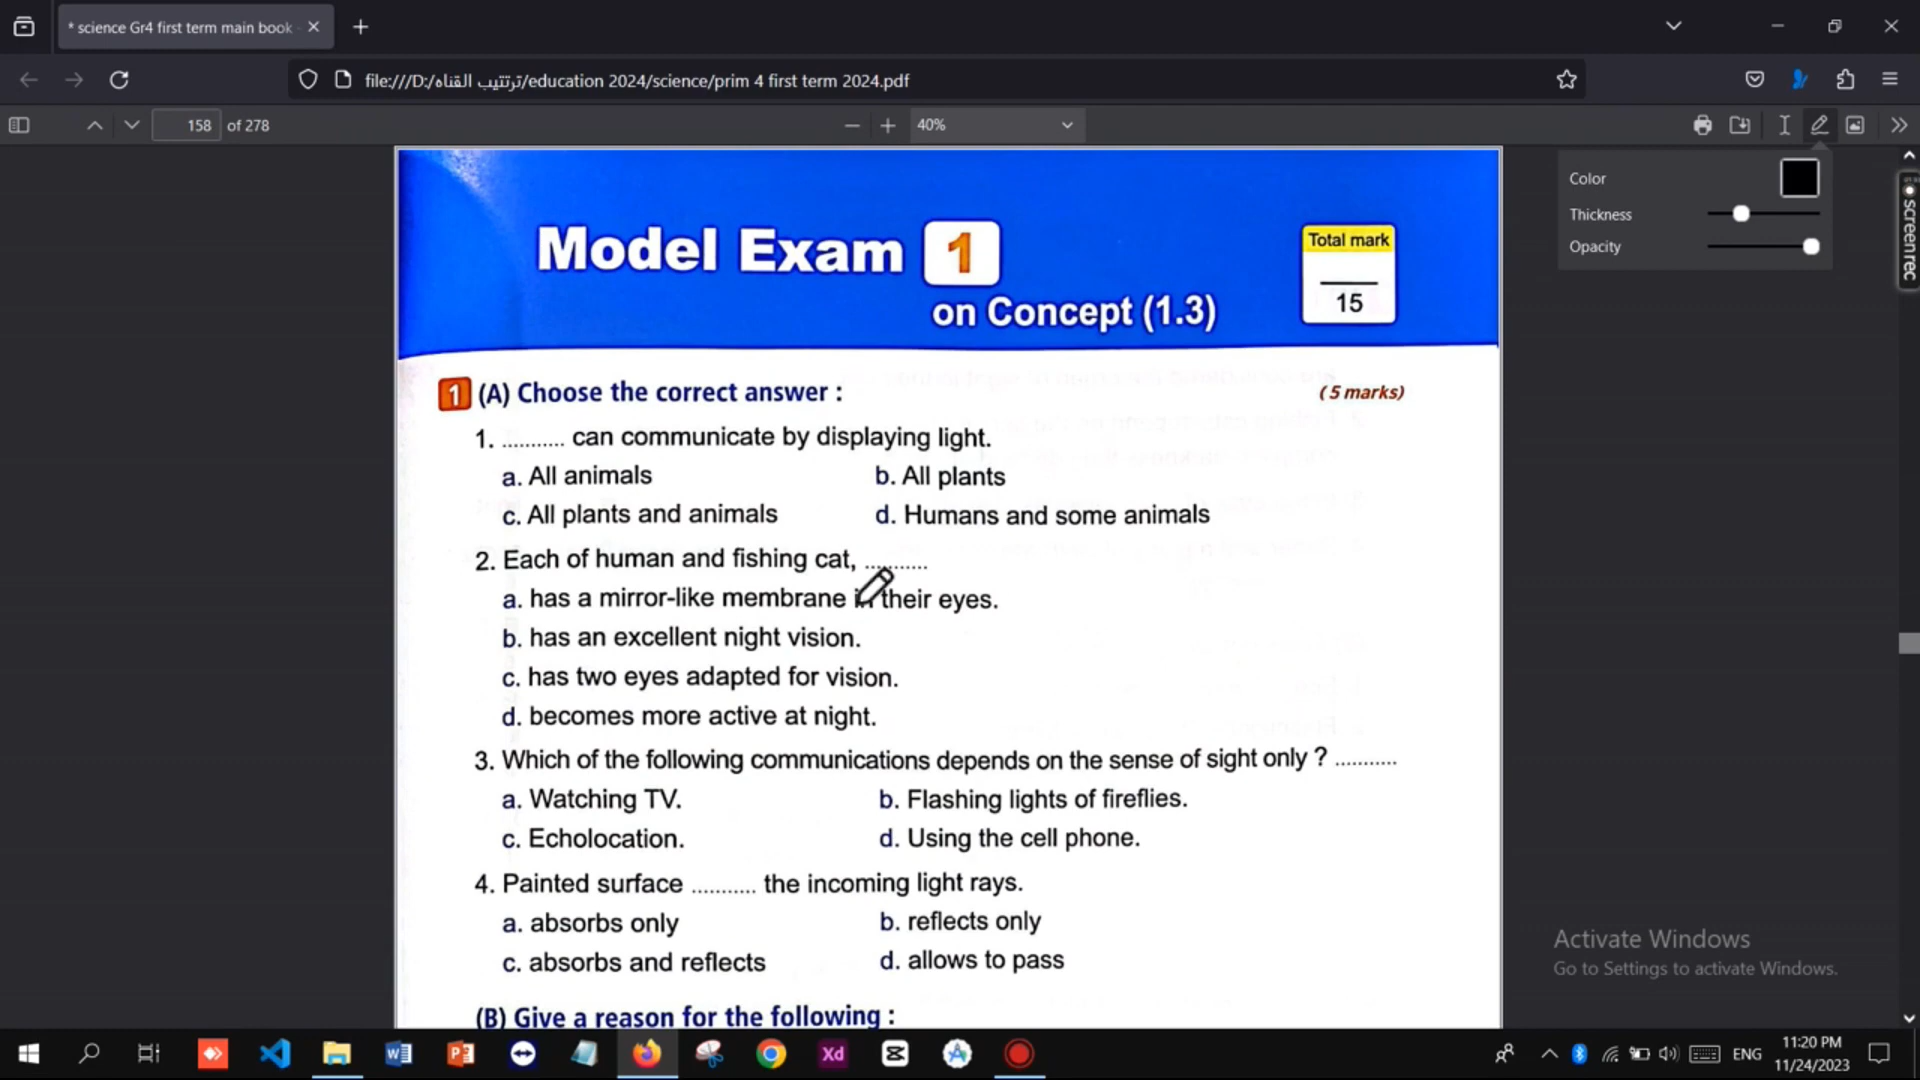 * science Gr4 first term main book
file:///D:/ترتتيب القناه/education 2024/science/prim 4 first term 2024.pdf
158 of 278
40%
Color
Thickness
Opacity
screenrec
Model Exam 1
on Concept (1.3)
Total mark
15
1 (A) Choose the correct answer :
(5 marks)
1. .......... can communicate by displaying light.
a. All animals
b. All plants
c. All plants and animals
d. Humans and some animals
2. Each of human and fishing cat, ..........
a. has a mirror-like membrane in their eyes.
b. has an excellent night vision.
c. has two eyes adapted for vision.
d. becomes more active at night.
3. Which of the following communications depends on the sense of sight only ? ..........
a. Watching TV.
b. Flashing lights of fireflies.
c. Echolocation.
d. Using the cell phone.
4. Painted surface .......... the incoming light rays.
a. absorbs only
b. reflects only
c. absorbs and reflects
d. allows to pass
(B) Give a reason for the following :
Activate Windows
Go to Settings to activate Windows.
Xd
ENG
11:20 PM
11/24/2023